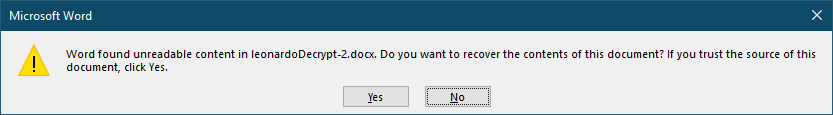 Microsoft Word
Word found unreadable content in leonardoDecrypt-2.docx. Do you want to recover the contents of this document? If you trust the source of this
document, click Yes.
Yes
No